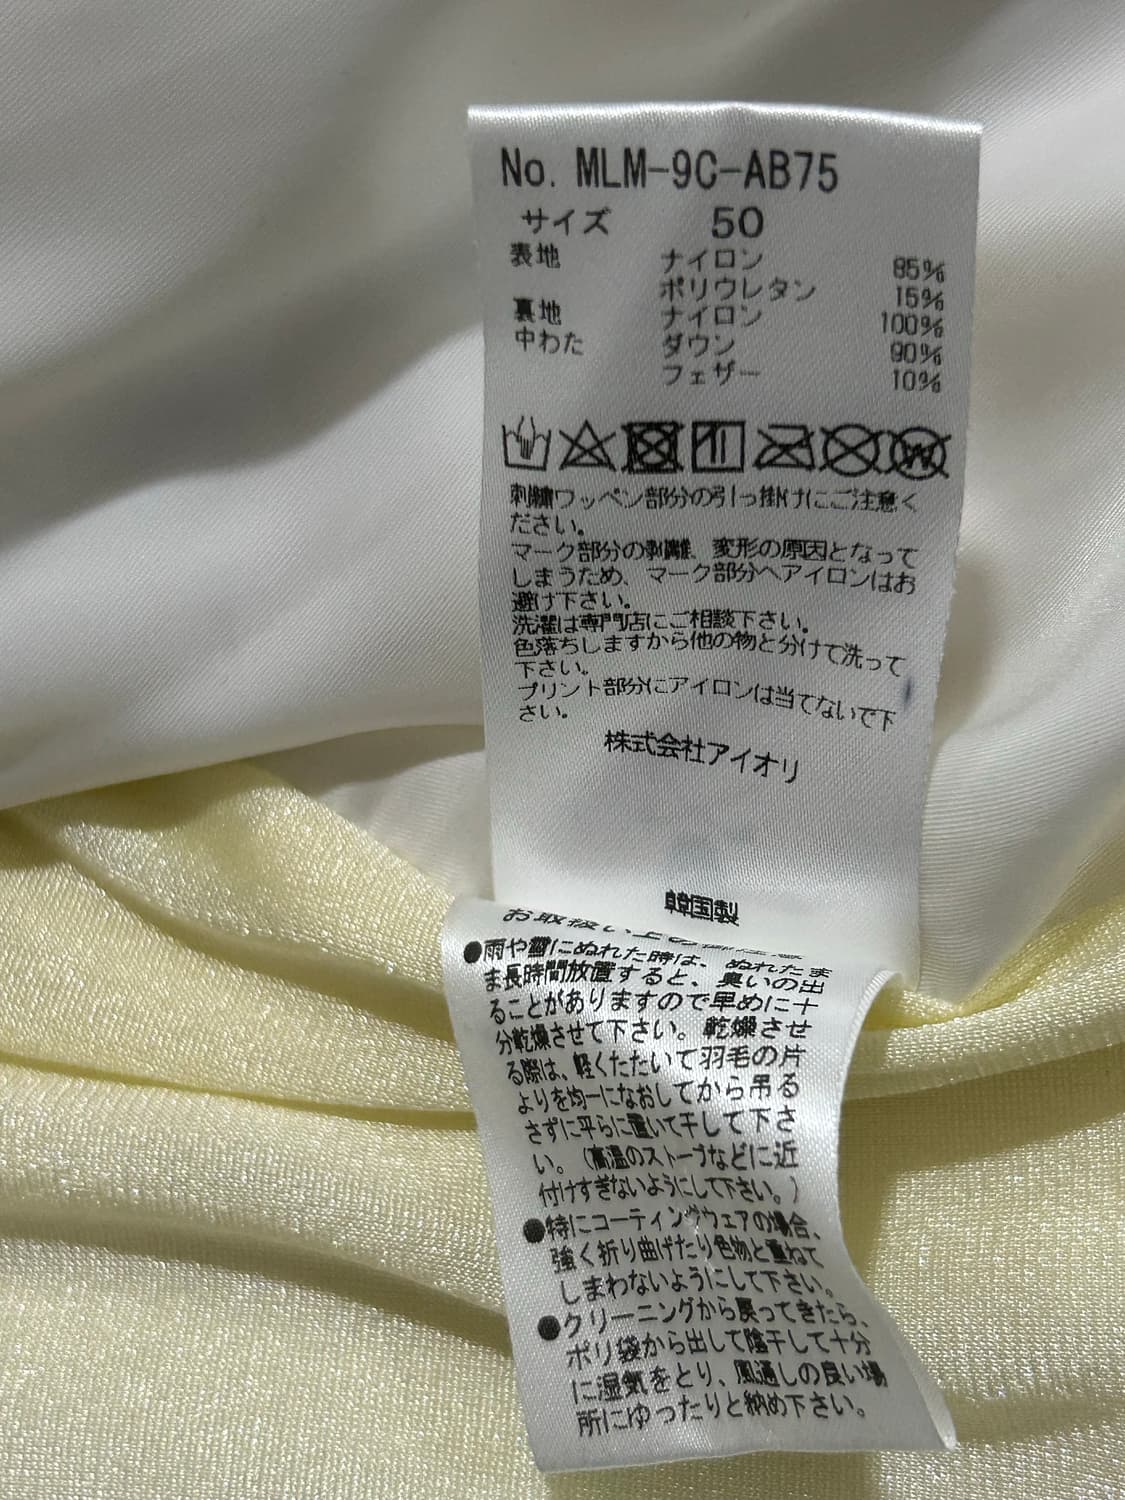 No. MLM-9C-AB75
サイズ 50
表地 ナイロン 85%
ポリウレタン 15%
裏地 ナイロン 100%
中わた ダウン 90%
フェザー 10%
刺繍ワッペン部分の引っ掛けにご注意く
ださい。
マーク部分の剥離、変形の原因となって
しまうため、マーク部分へアイロンはお
避け下さい。
洗濯は専門店にご相談下さい。
色落ちしますから他の物と分けて洗って
下さい。
プリント部分にアイロンは当てないで下
さい。
株式会社アイオリ
韓国製
お取扱い上の
●雨や雪にぬれた時は、ぬれたま
ま長時間放置すると、臭いの出
ることがありますので早めに十
分乾燥させて下さい。乾燥させ
る際は、軽くたたいて羽毛の片
よりを均一になおしてから吊る
さずに平らに置いて干して下さ
い。(高温のストーブなどに近
付けすぎないようにして下さい。)
●特にコーティングウェアの場合、
強く折り曲げたり色物と重ねて
しまわないようにして下さい。
●クリーニングから戻ってきたら、
ポリ袋から出して陰干して十分
に湿気をとり、風通しの良い場
所にゆったりと納め下さい。